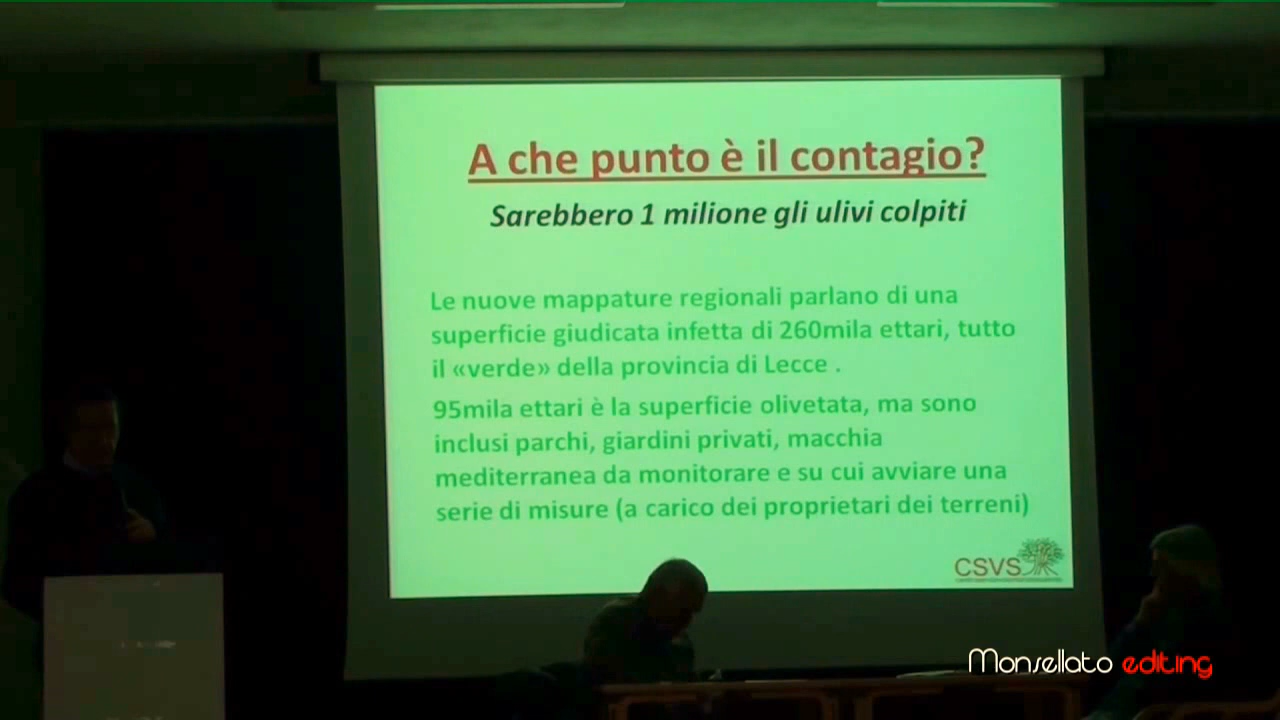 A che punto è il contagio?
Sarebbero 1 milione gli ulivi colpiti
Le nuove mappature regionali parlano di una
superficie giudicata infetta di 260mila ettari, tutto
il «verde» della provincia di Lecce .
95mila ettari è la superficie olivetata, ma sono
inclusi parchi, giardini privati, macchia
mediterranea da monitorare e su cui avviare una
serie di misure (a carico dei proprietari dei terreni)
CSVS
Monsellato editing